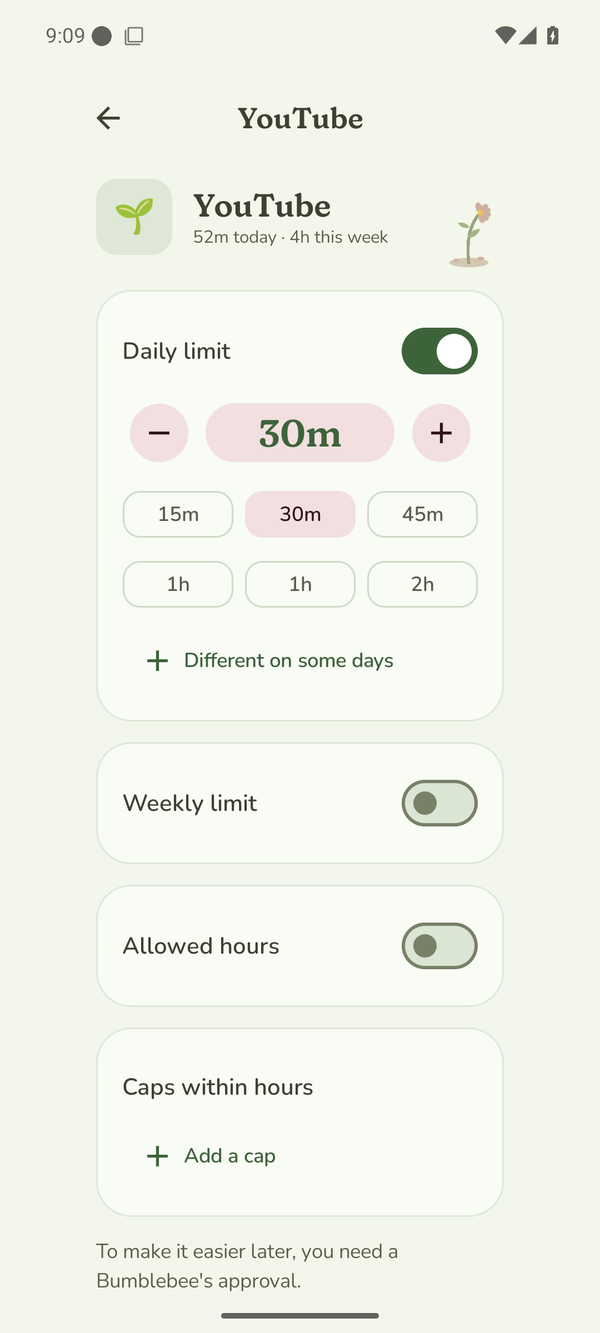 9:09
YouTube
YouTube
52m today · 4h this week
Daily limit
30m
15m
30m
45m
1h
1h
2h
Different on some days
Weekly limit
Allowed hours
Caps within hours
Add a cap
To make it easier later, you need a
Bumblebee's approval.